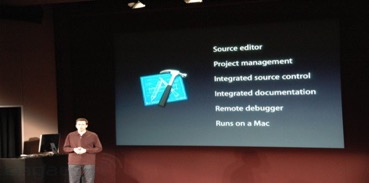 Source editor
Project management
Integrated source control
Integrated documentation
Remote debugger
Runs on a Mac